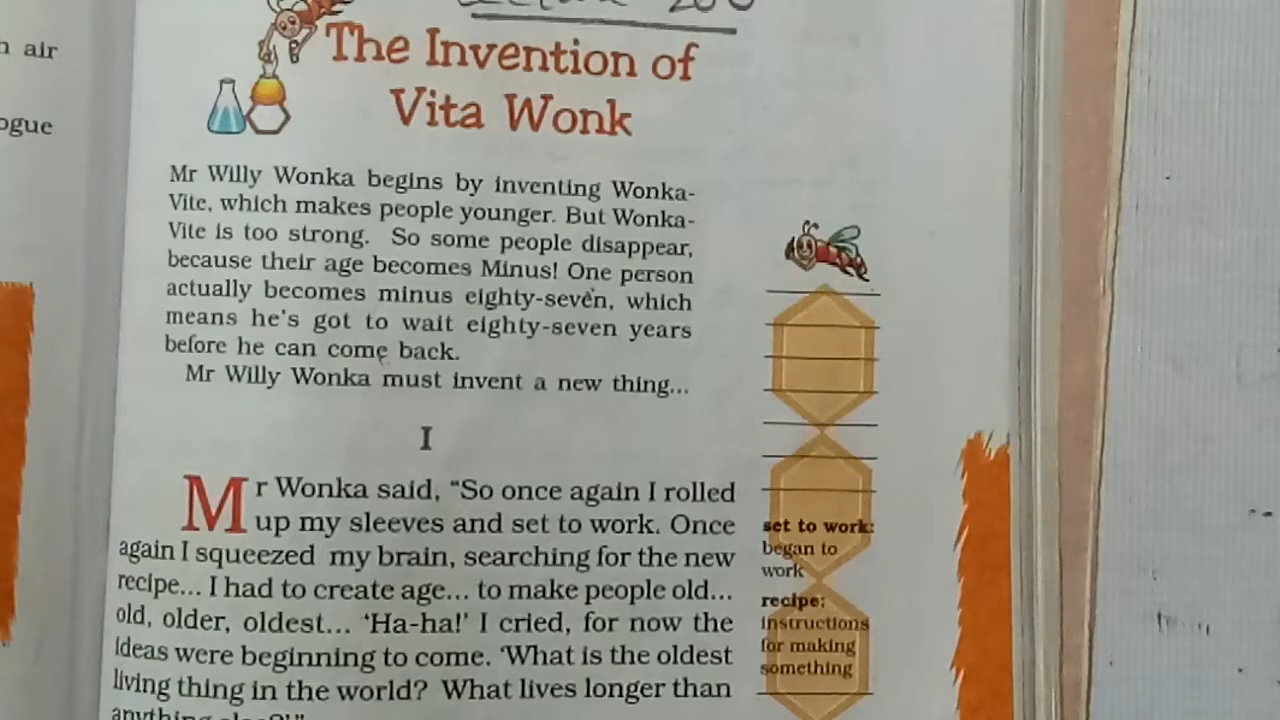 air
ogue
The Invention of
Vita Wonk
Mr Willy Wonka begins by inventing Wonka-
Vite, which makes people younger. But Wonka-
Vite is too strong. So some people disappear,
because their age becomes Minus! One person
actually becomes minus eighty-seven, which
means he's got to wait eighty-seven years
before he can come back.
Mr Willy Wonka must invent a new thing...
I
Mr Wonka said, “So once again I rolled
up my sleeves and set to work. Once
again I squeezed my brain, searching for the new
recipe... I had to create age... to make people old...
old, older, oldest... ‘Ha-ha!’ I cried, for now the
ideas were beginning to come. ‘What is the oldest
living thing in the world? What lives longer than
anything else?’”
set to work:
began to
work
recipe:
instructions
for making
something